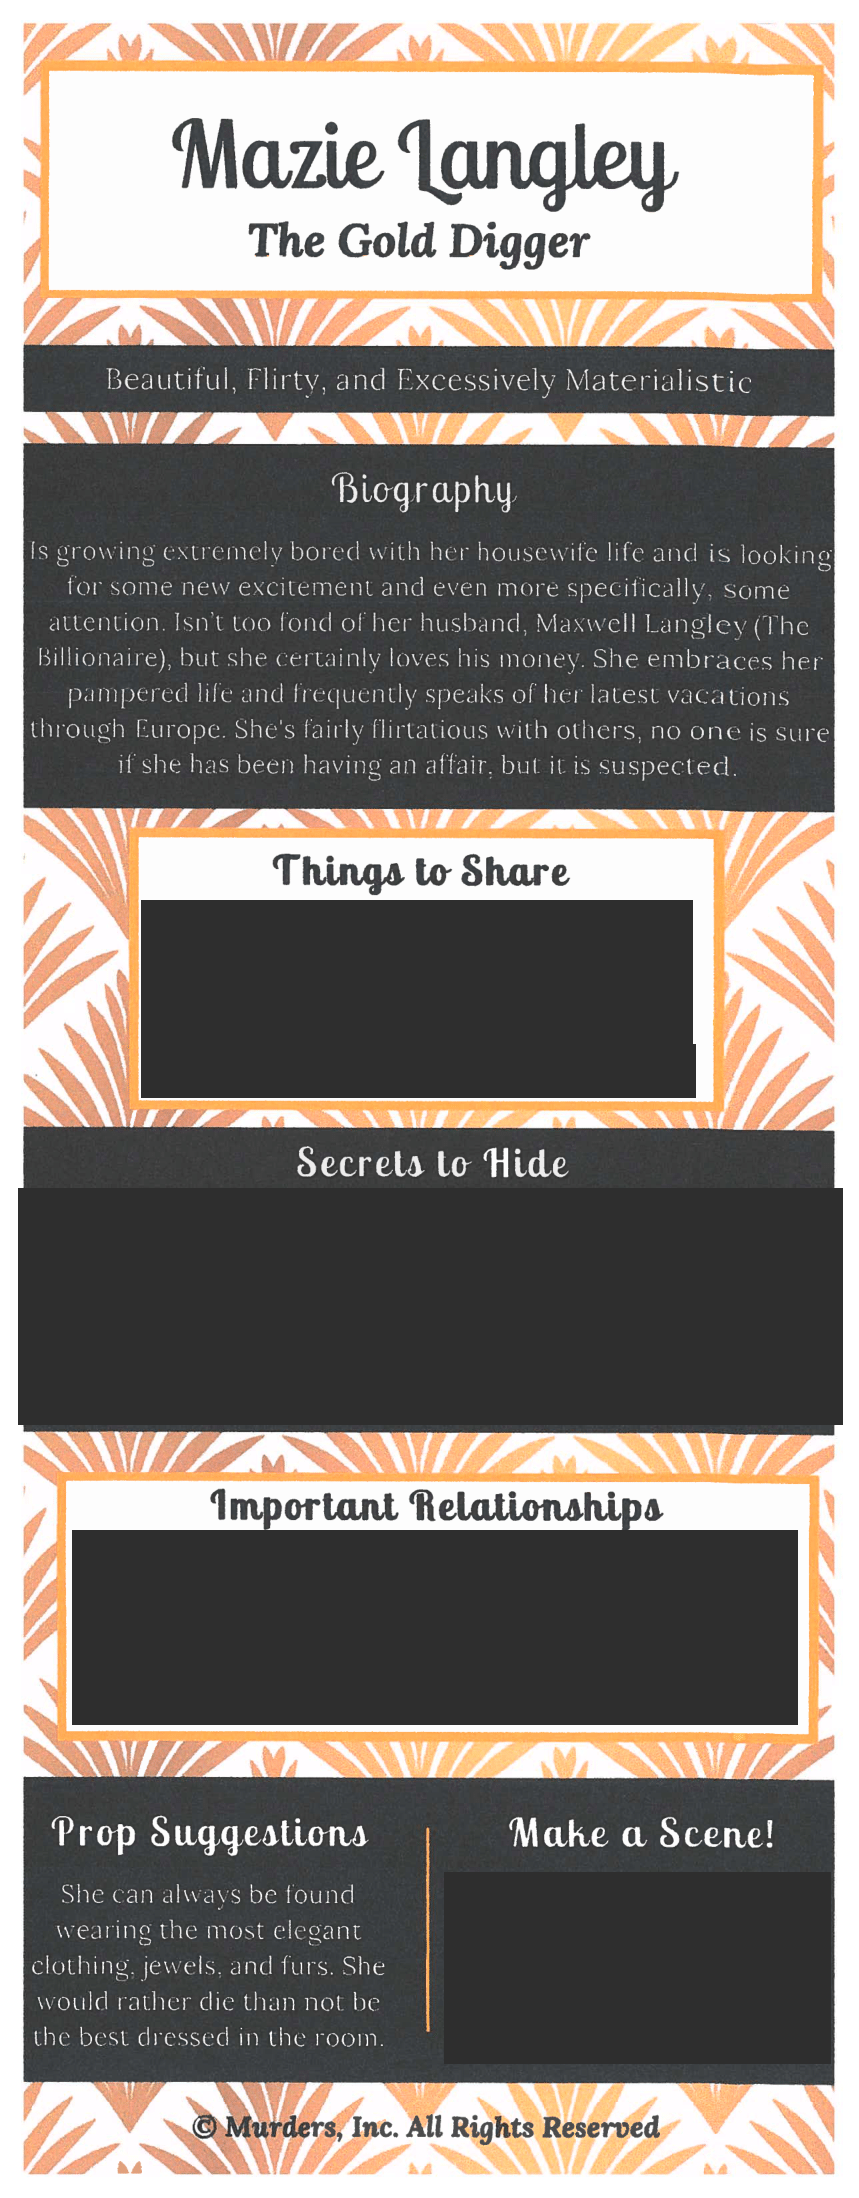 Mazie Langley
The Gold Digger
Beautiful, Flirty, and Excessively Materialistic
Biography
Is growing extremely bored with her housewife life and is looking
for some new excitement and even more specifically, some
attention. Isn't too fond of her husband, Maxwell Langley (The
Billionaire), but she certainly loves his money. She embraces her
pampered life and frequently speaks of her latest vacations
through Europe. She's fairly flirtatious with others, no one is sure
if she has been having an affair, but it is suspected.
Things to Share
Secrets to Hide
Important Relationships
Prop Suggestions
She can always be found
wearing the most elegant
clothing, jewels, and furs. She
would rather die than not be
the best dressed in the room.
Make a Scene!
© Murders, Inc. All Rights Reserved